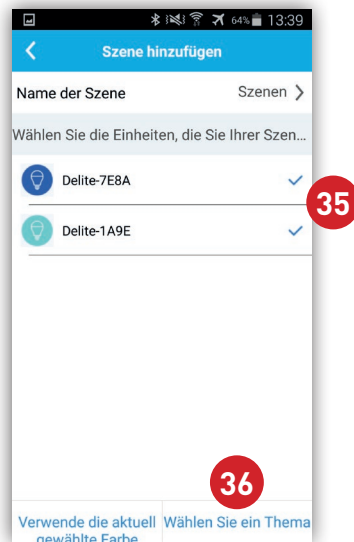 64% 13:39
Szene hinzufügen
Name der Szene Szenen
Wählen Sie die Einheiten, die Sie Ihrer Szen...
Delite-7E8A
35
Delite-1A9E
36
Verwende die aktuell
gewählte Farbe
Wählen Sie ein Thema